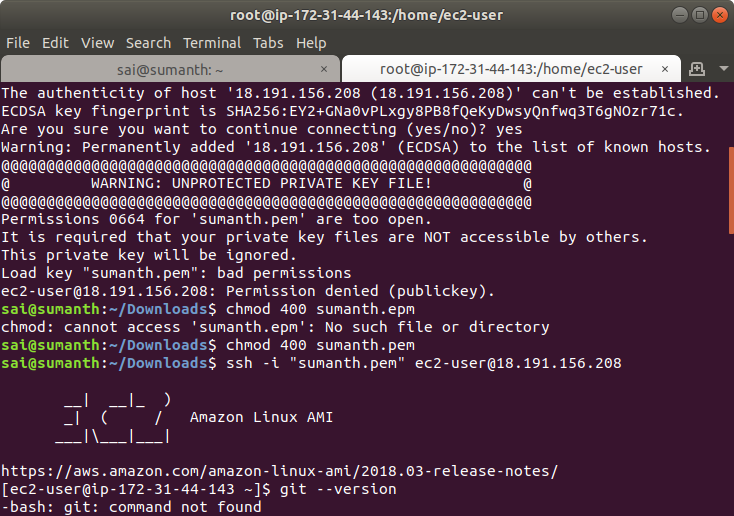 root@ip-172-31-44-143:/home/ec2-user
File Edit View Search Terminal Tabs Help
sai@sumanth: ~ × root@ip-172-31-44-143:/home/ec2-user ×
The authenticity of host '18.191.156.208 (18.191.156.208)' can't be established.
ECDSA key fingerprint is SHA256:EY2+GNa0vPLxgy8PB8fQeKyDwsyQnfwq3T6gNOzr71c.
Are you sure you want to continue connecting (yes/no)? yes
Warning: Permanently added '18.191.156.208' (ECDSA) to the list of known hosts.
@@@@@@@@@@@@@@@@@@@@@@@@@@@@@@@@@@@@@@@@@@@@@@@@@@@@@@@@@@@
@         WARNING: UNPROTECTED PRIVATE KEY FILE!          @
@@@@@@@@@@@@@@@@@@@@@@@@@@@@@@@@@@@@@@@@@@@@@@@@@@@@@@@@@@@
Permissions 0664 for 'sumanth.pem' are too open.
It is required that your private key files are NOT accessible by others.
This private key will be ignored.
Load key "sumanth.pem": bad permissions
ec2-user@18.191.156.208: Permission denied (publickey).
sai@sumanth:~/Downloads$ chmod 400 sumanth.epm
chmod: cannot access 'sumanth.epm': No such file or directory
sai@sumanth:~/Downloads$ chmod 400 sumanth.pem
sai@sumanth:~/Downloads$ ssh -i "sumanth.pem" ec2-user@18.191.156.208
       __|  __|_  )
       _|  (     /   Amazon Linux AMI
      ___|\___|___|
https://aws.amazon.com/amazon-linux-ami/2018.03-release-notes/
[ec2-user@ip-172-31-44-143 ~]$ git --version
-bash: git: command not found